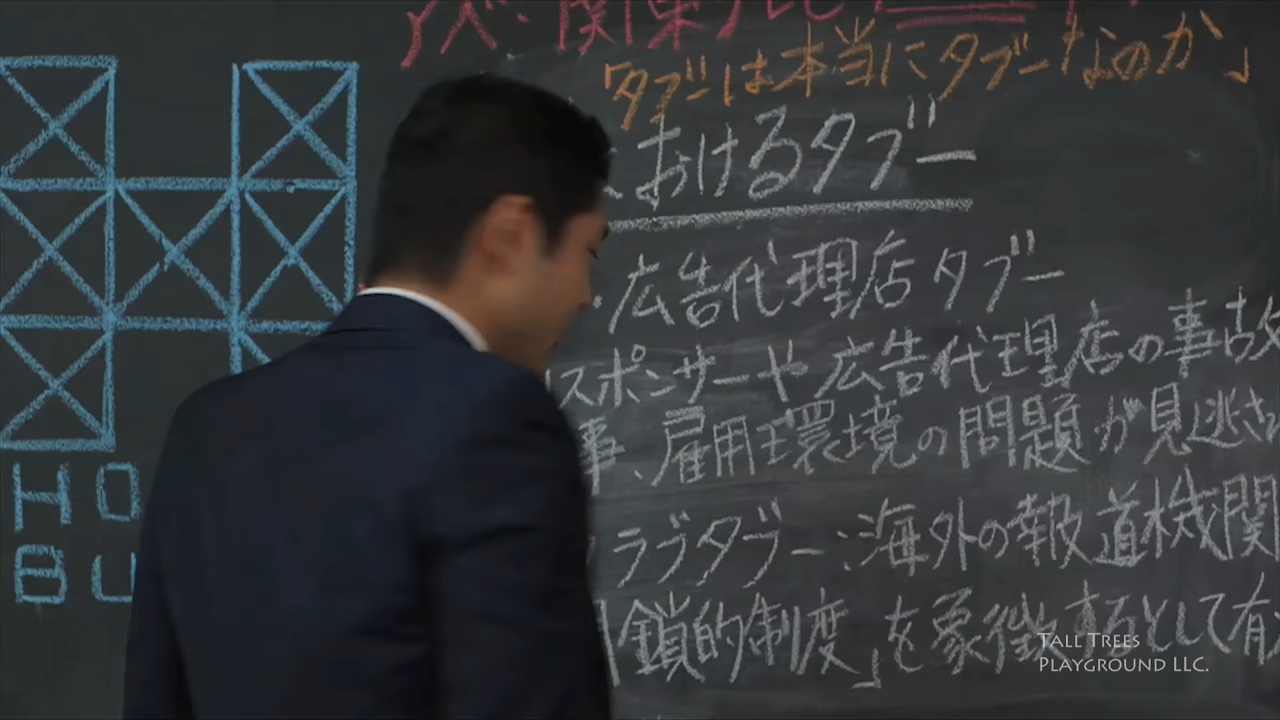 「タブーは本当にタブーなのか」
おけるタブー
・広告代理店タブー
スポンサーや広告代理店の事故
事、雇用環境の問題が見逃さ
ラブタブー:海外の報道機関
鎖的制度」を象徴するとして有
HO
BU
TALL TREES
PLAYGROUND LLC.